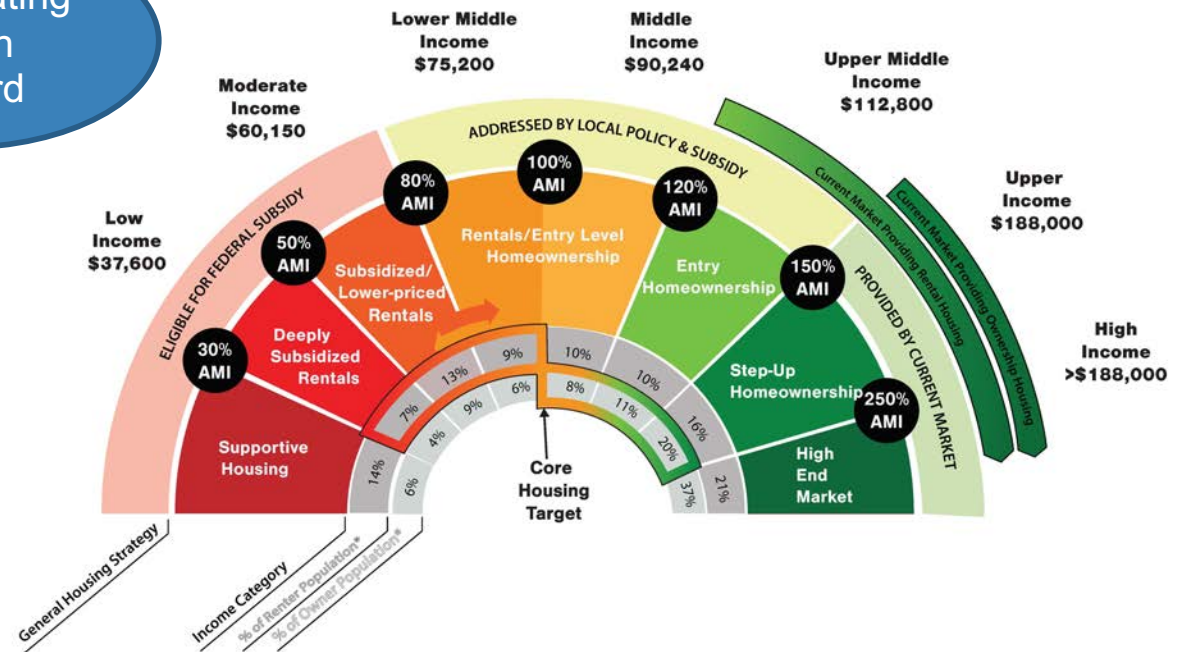 Lower Middle
Income
$75,200
Middle
Income
$90,240
Upper Middle
Income
$112,800
Moderate
Income
$60,150
Upper
Income
$188,000
Low
Income
$37,600
High
Income
>$188,000
ELIGIBLE FOR FEDERAL SUBSIDY
ADDRESSED BY LOCAL POLICY & SUBSIDY
PROVIDED BY CURRENT MARKET
Current Market Providing Rental Housing
Current Market Providing Ownership Housing
30%
AMI
50%
AMI
80%
AMI
100%
AMI
120%
AMI
150%
AMI
250%
AMI
Supportive
Housing
Deeply
Subsidized
Rentals
Subsidized/
Lower-priced
Rentals
Rentals/Entry Level
Homeownership
Entry
Homeownership
Step-Up
Homeownership
High
End
Market
14%
7%
13%
9%
10%
10%
16%
21%
6%
4%
9%
6%
8%
11%
20%
37%
Core
Housing
Target
General Housing Strategy
Income Category
% of Renter Population*
% of Owner Population*